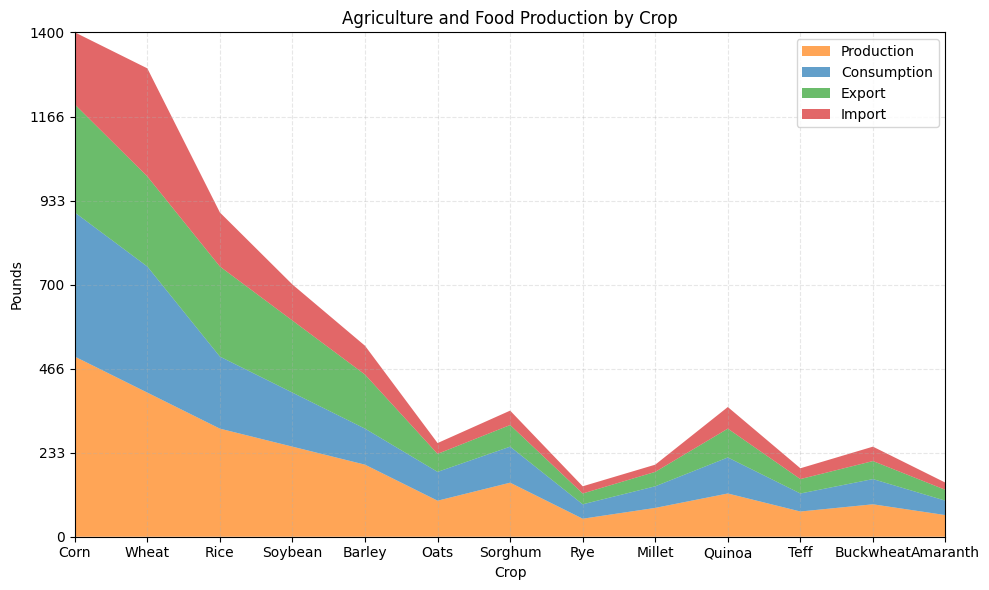 Agriculture and Food Production by Crop
1400
1166
933
700
466
233
0
Pounds
Production
Consumption
Export
Import
Corn Wheat Rice Soybean Barley Oats Sorghum Rye Millet Quinoa Teff Buckwheat Amaranth
Crop